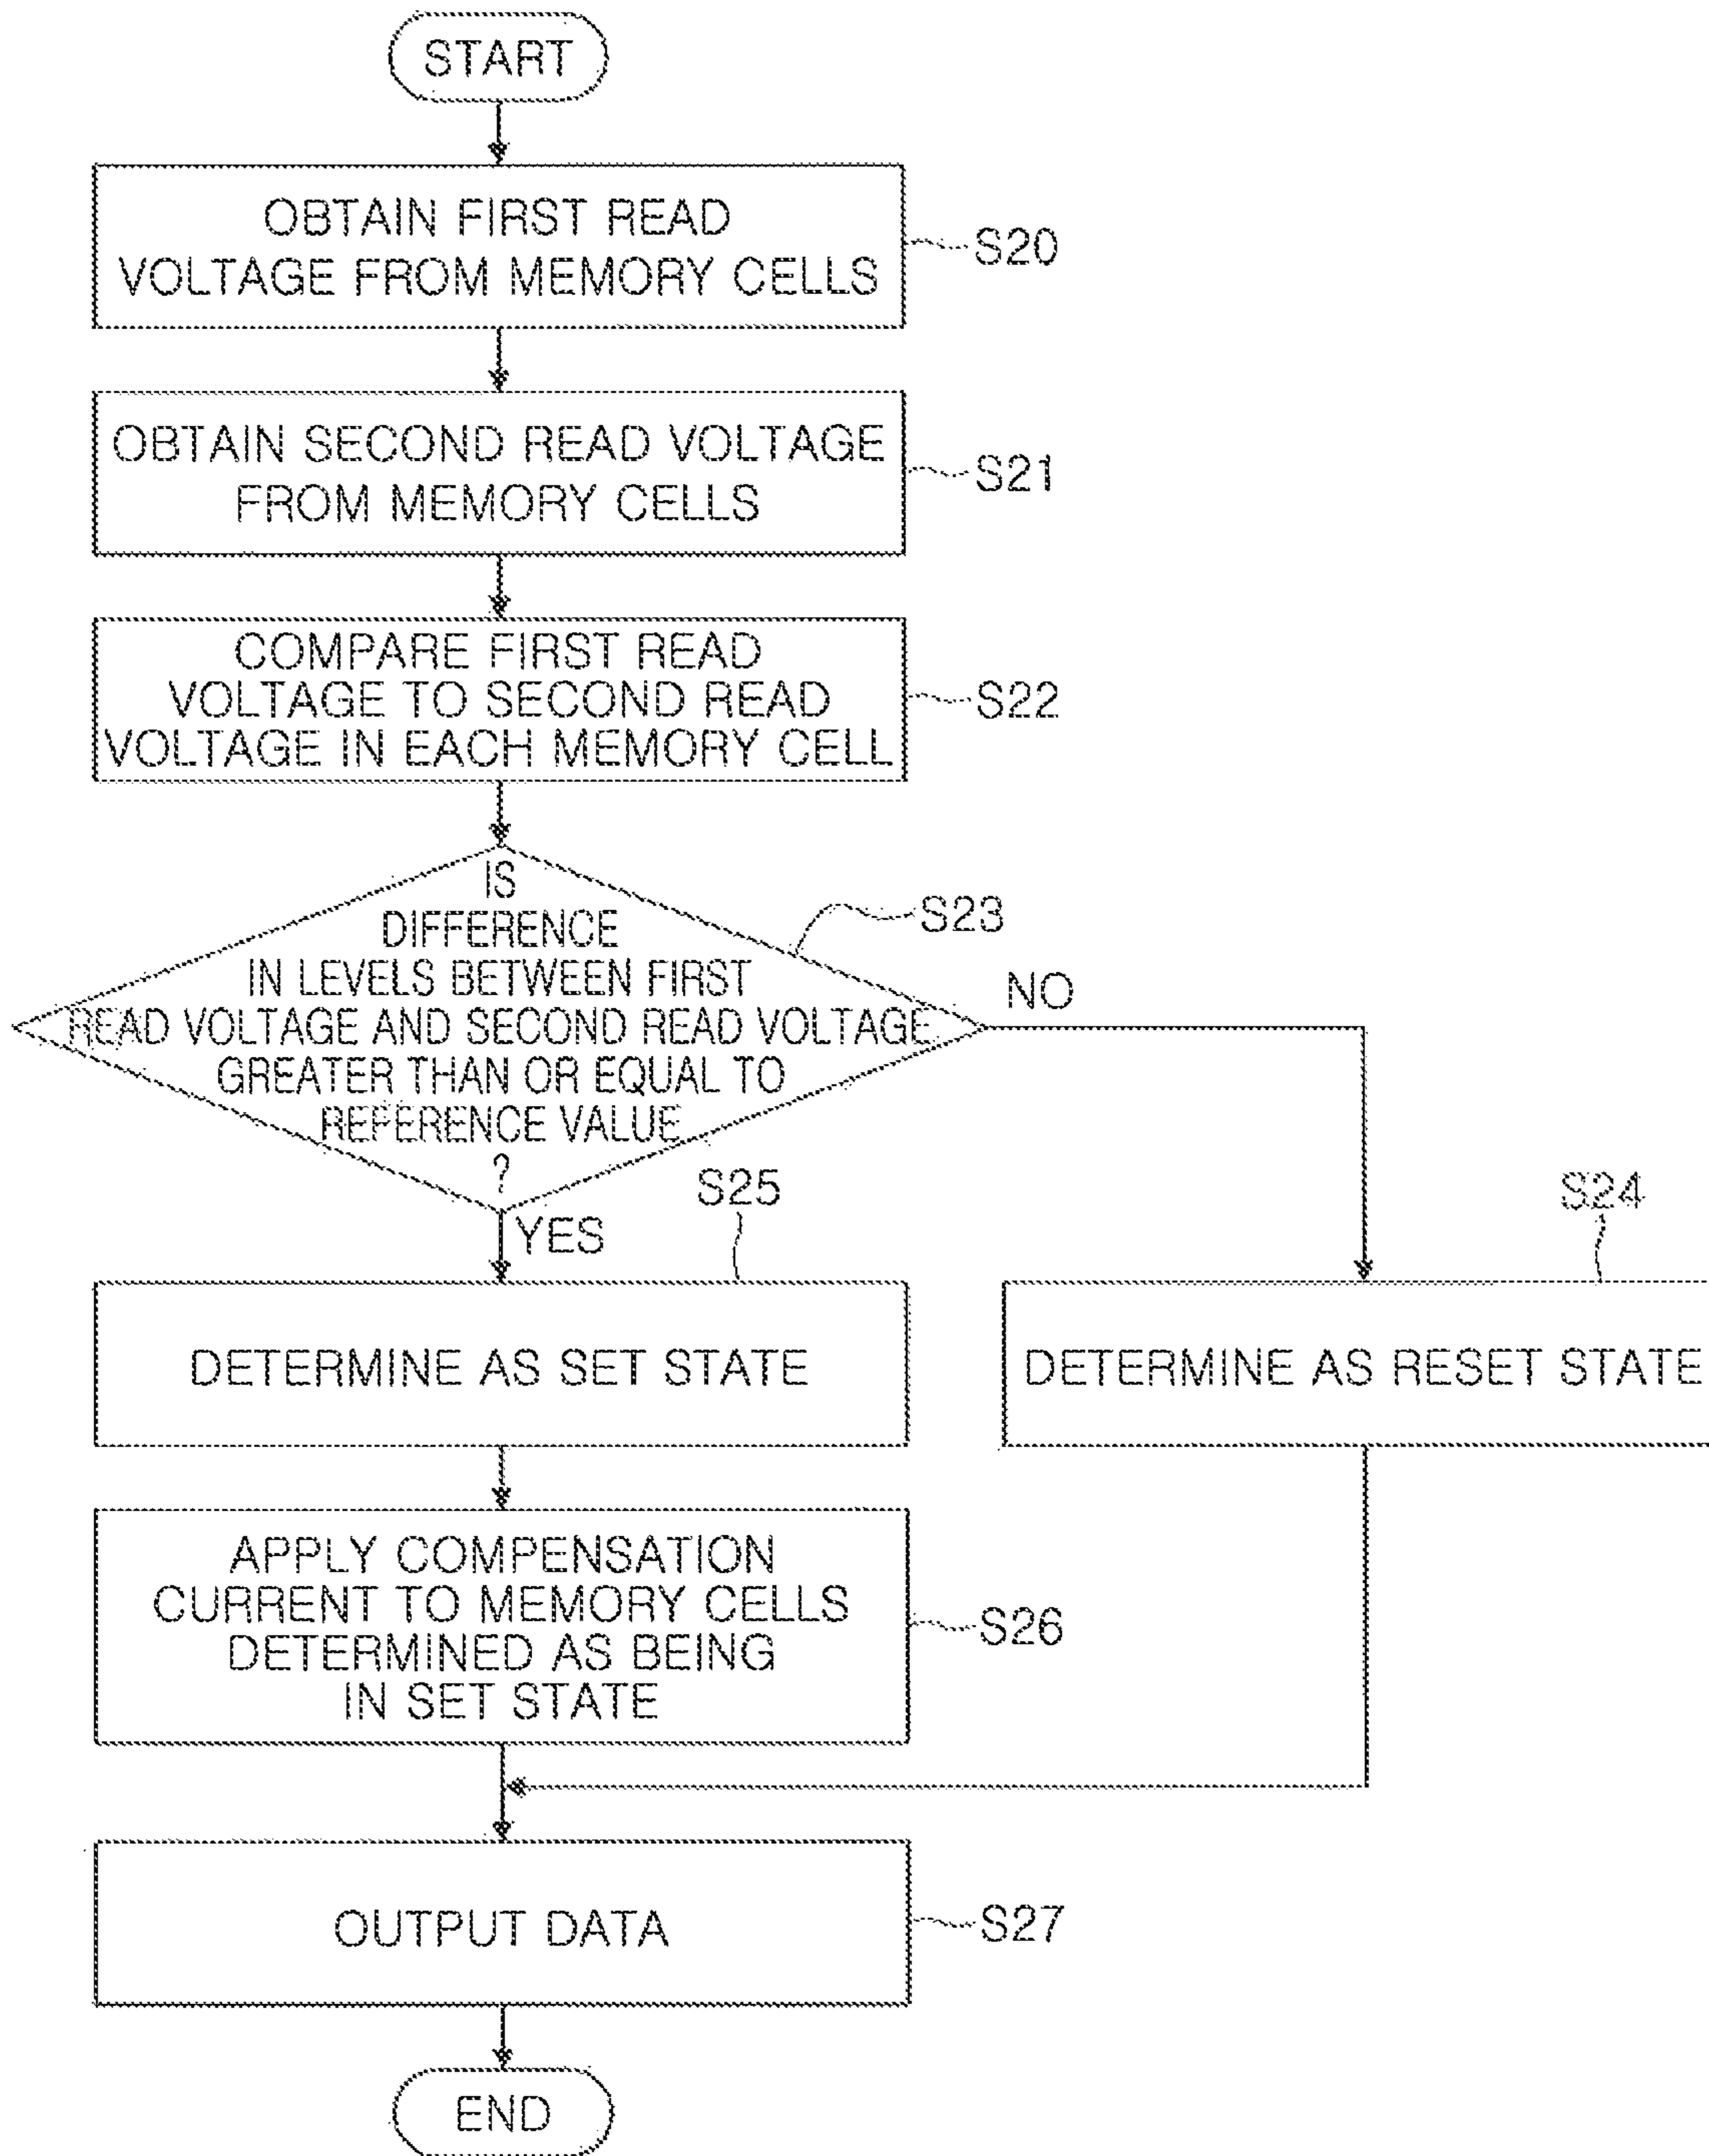 START
OBTAIN FIRST READ
VOLTAGE FROM MEMORY CELLS
S20
OBTAIN SECOND READ VOLTAGE
FROM MEMORY CELLS
S21
COMPARE FIRST READ
VOLTAGE TO SECOND READ
VOLTAGE IN EACH MEMORY CELL
S22
IS
DIFFERENCE
IN LEVELS BETWEEN FIRST
READ VOLTAGE AND SECOND READ VOLTAGE
GREATER THAN OR EQUAL TO
REFERENCE VALUE
?
S23
NO
YES
S25
DETERMINE AS SET STATE
S24
DETERMINE AS RESET STATE
APPLY COMPENSATION
CURRENT TO MEMORY CELLS
DETERMINED AS BEING
IN SET STATE
S26
OUTPUT DATA
S27
END